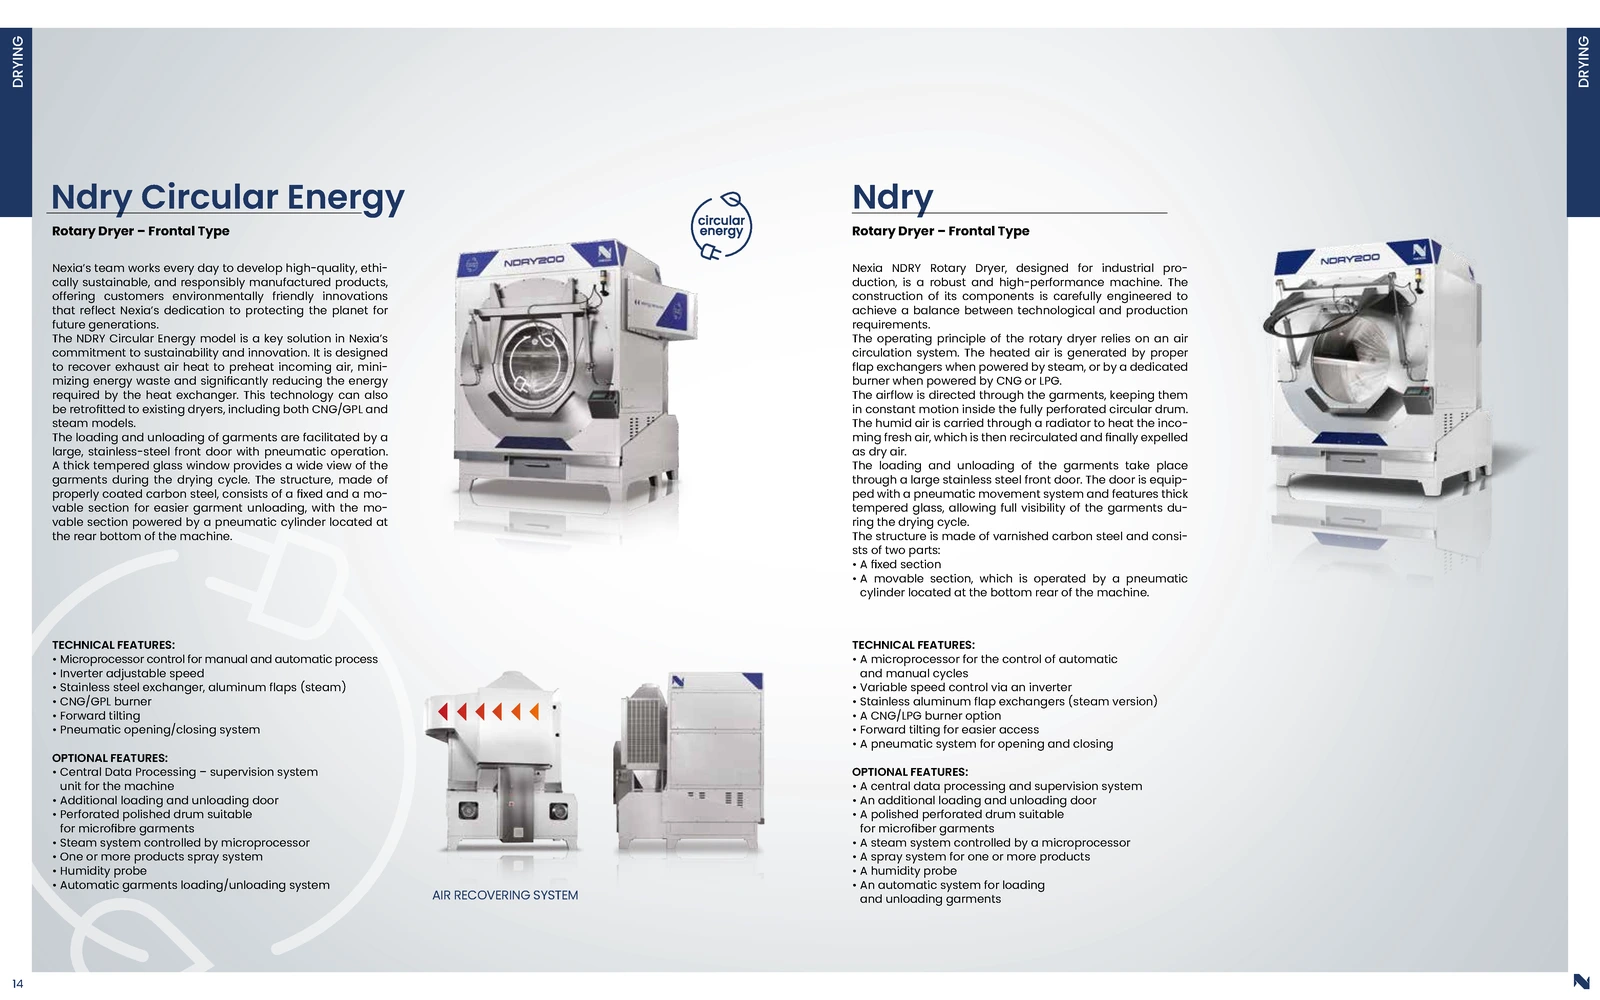 DRYING
Ndry Circular Energy
Rotary Dryer – Frontal Type
Nexia's team works every day to develop high-quality, ethi-
cally sustainable, and responsibly manufactured products,
offering customers environmentally friendly innovations
that reflect Nexia's dedication to protecting the planet for
future generations.
The NDRY Circular Energy model is a key solution in Nexia's
commitment to sustainability and innovation. It is designed
to recover exhaust air heat to preheat incoming air, mini-
mizing energy waste and significantly reducing the energy
required by the heat exchanger. This technology can also
be retrofitted to existing dryers, including both CNG/GPL and
steam models.
The loading and unloading of garments are facilitated by a
large, stainless-steel front door with pneumatic operation.
A thick tempered glass window provides a wide view of the
garments during the drying cycle. The structure, made of
properly coated carbon steel, consists of a fixed and a mo-
vable section for easier garment unloading, with the mo-
vable section powered by a pneumatic cylinder located at
the rear bottom of the machine.
TECHNICAL FEATURES:
• Microprocessor control for manual and automatic process
• Inverter adjustable speed
• Stainless steel exchanger, aluminum flaps (steam)
• CNG/GPL burner
• Forward tilting
• Pneumatic opening/closing system
OPTIONAL FEATURES:
• Central Data Processing – supervision system
unit for the machine
• Additional loading and unloading door
• Perforated polished drum suitable
for microfibre garments
• Steam system controlled by microprocessor
• One or more products spray system
• Humidity probe
• Automatic garments loading/unloading system
circular
energy
NDRY200
AIR RECOVERING SYSTEM
14
DRYING
Ndry
Rotary Dryer – Frontal Type
Nexia NDRY Rotary Dryer, designed for industrial pro-
duction, is a robust and high-performance machine. The
construction of its components is carefully engineered to
achieve a balance between technological and production
requirements.
The operating principle of the rotary dryer relies on an air
circulation system. The heated air is generated by proper
flap exchangers when powered by steam, or by a dedicated
burner when powered by CNG or LPG.
The airflow is directed through the garments, keeping them
in constant motion inside the fully perforated circular drum.
The humid air is carried through a radiator to heat the inco-
ming fresh air, which is then recirculated and finally expelled
as dry air.
The loading and unloading of the garments take place
through a large stainless steel front door. The door is equip-
ped with a pneumatic movement system and features thick
tempered glass, allowing full visibility of the garments du-
ring the drying cycle.
The structure is made of varnished carbon steel and consi-
sts of two parts:
• A fixed section
• A movable section, which is operated by a pneumatic
cylinder located at the bottom rear of the machine.
TECHNICAL FEATURES:
• A microprocessor for the control of automatic
and manual cycles
• Variable speed control via an inverter
• Stainless aluminum flap exchangers (steam version)
• A CNG/LPG burner option
• Forward tilting for easier access
• A pneumatic system for opening and closing
OPTIONAL FEATURES:
• A central data processing and supervision system
• An additional loading and unloading door
• A polished perforated drum suitable
for microfiber garments
• A steam system controlled by a microprocessor
• A spray system for one or more products
• A humidity probe
• An automatic system for loading
and unloading garments
NDRY200